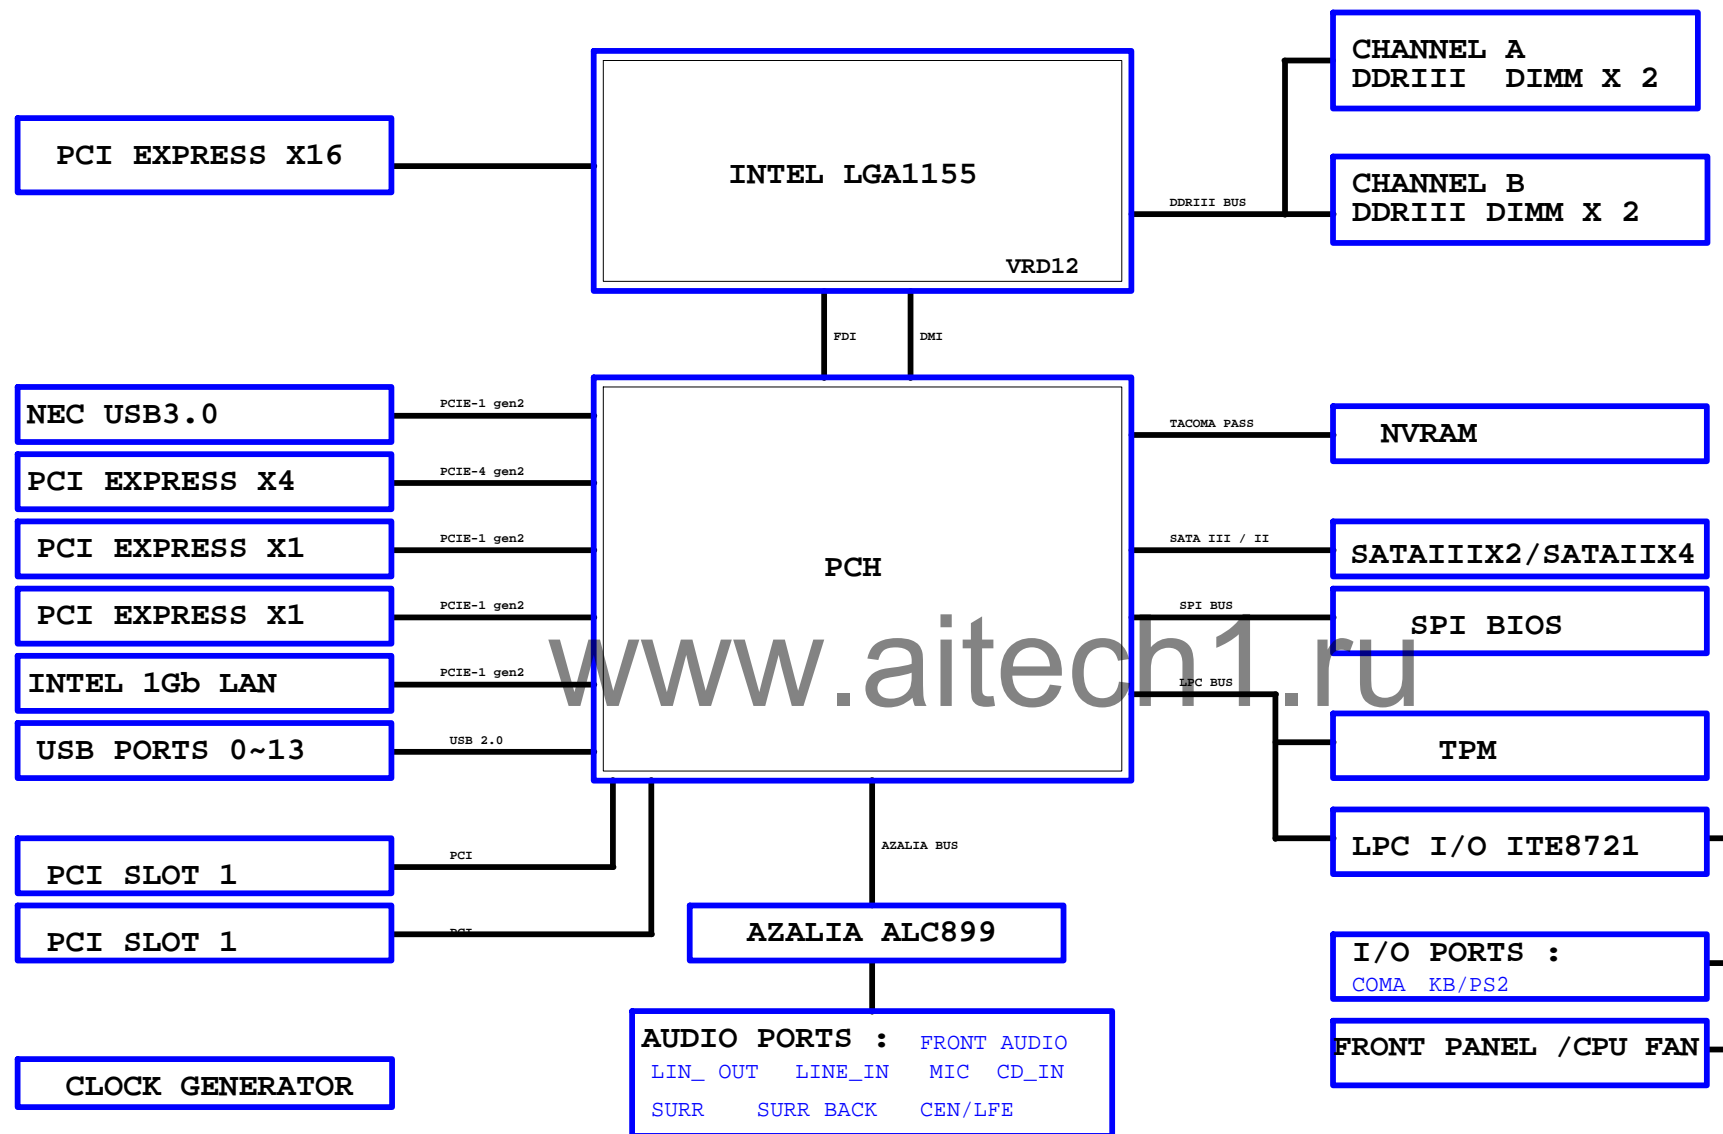 CHANNEL A
DDRIII DIMM X 2
PCI EXPRESS X16
INTEL LGA1155
CHANNEL B
DDRIII DIMM X 2
DDRIII BUS
VRD12
FDI
DMI
NEC USB3.0
PCIE-1 gen2
TACOMA PASS
NVRAM
PCI EXPRESS X4
PCIE-4 gen2
PCI EXPRESS X1
PCIE-1 gen2
PCH
SATA III / II
SATAIIIX2/SATAIIX4
PCI EXPRESS X1
PCIE-1 gen2
SPI BUS
SPI BIOS
www.aitech1.ru
INTEL 1Gb LAN
PCIE-1 gen2
LPC BUS
USB PORTS 0~13
USB 2.0
TPM
PCI SLOT 1
PCI
AZALIA BUS
LPC I/O ITE8721
PCI SLOT 1
PCI
AZALIA ALC899
I/O PORTS :
COMA KB/PS2
AUDIO PORTS : FRONT AUDIO
LIN_ OUT LINE_IN MIC CD_IN
SURR SURR BACK CEN/LFE
FRONT PANEL /CPU FAN
CLOCK GENERATOR